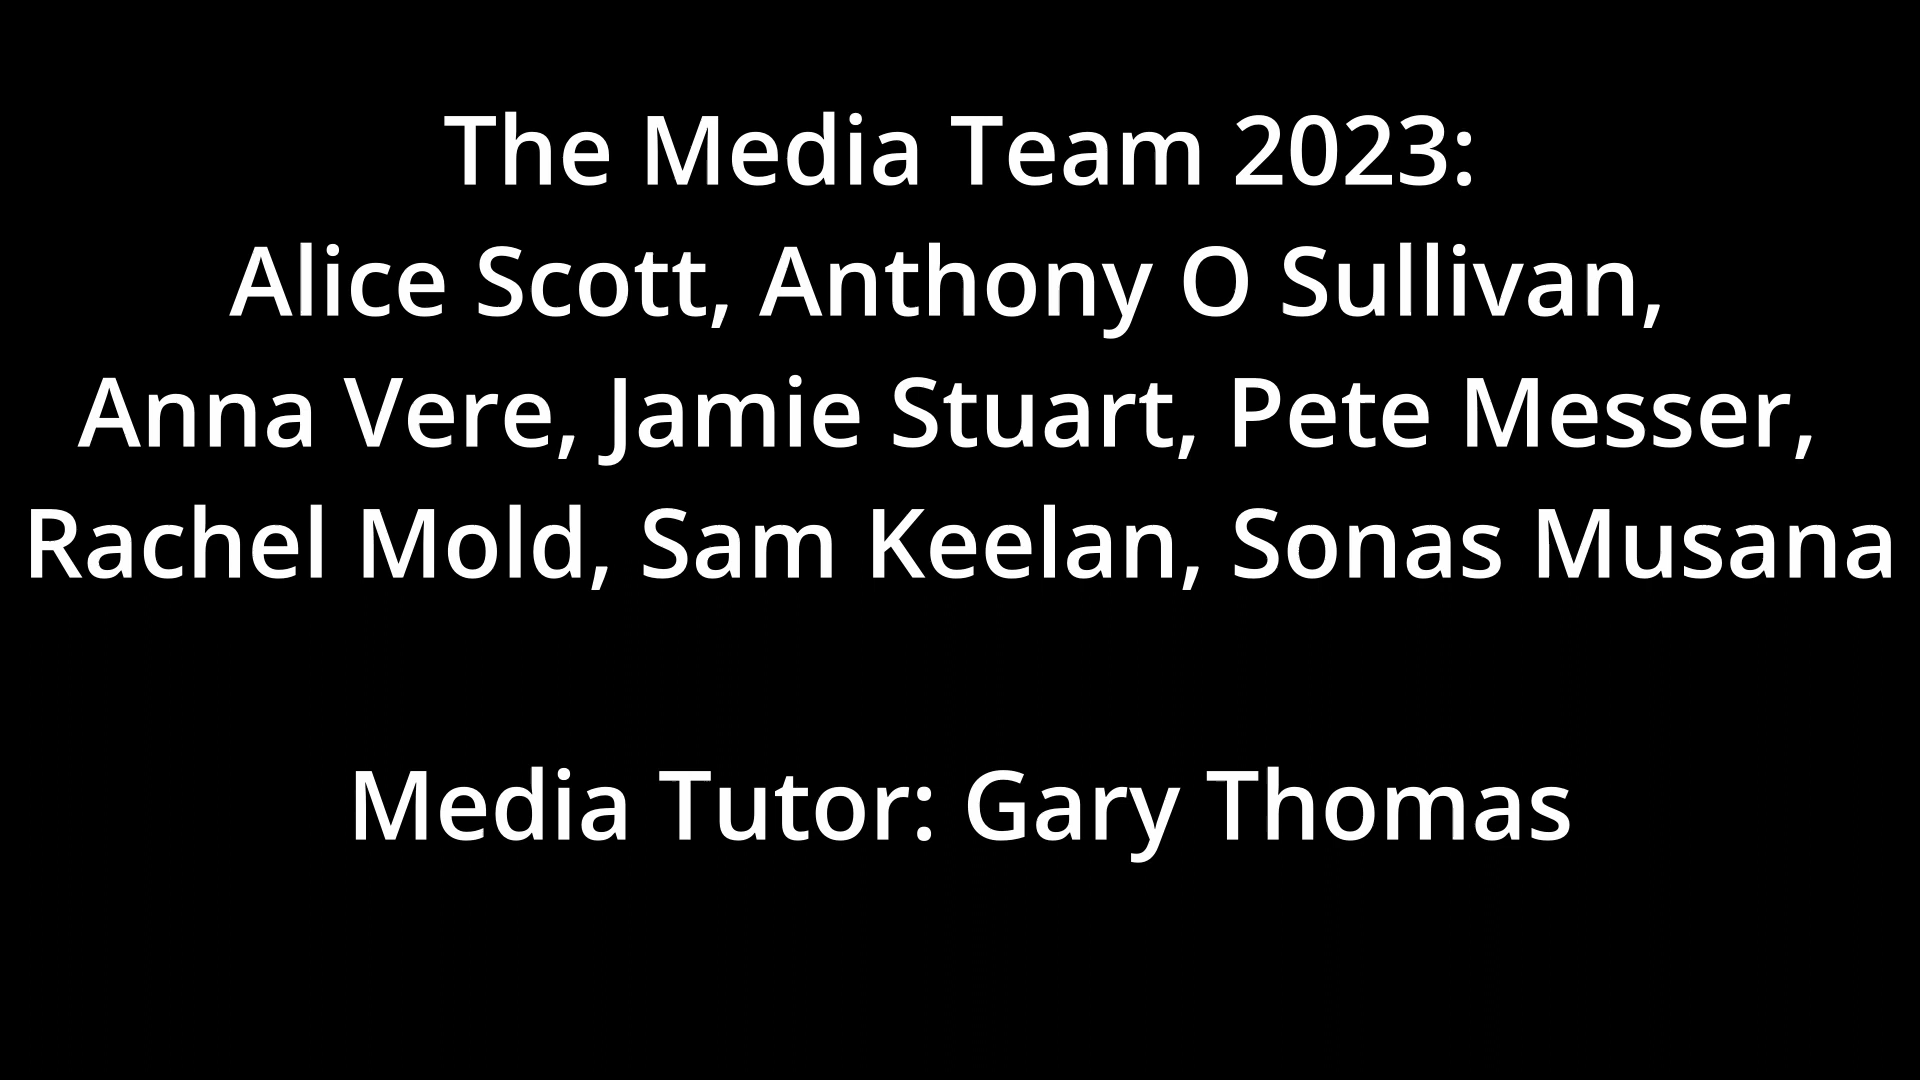 The Media Team 2023:
Alice Scott, Anthony O Sullivan,
Anna Vere, Jamie Stuart, Pete Messer,
Rachel Mold, Sam Keelan, Sonas Musana
Media Tutor: Gary Thomas